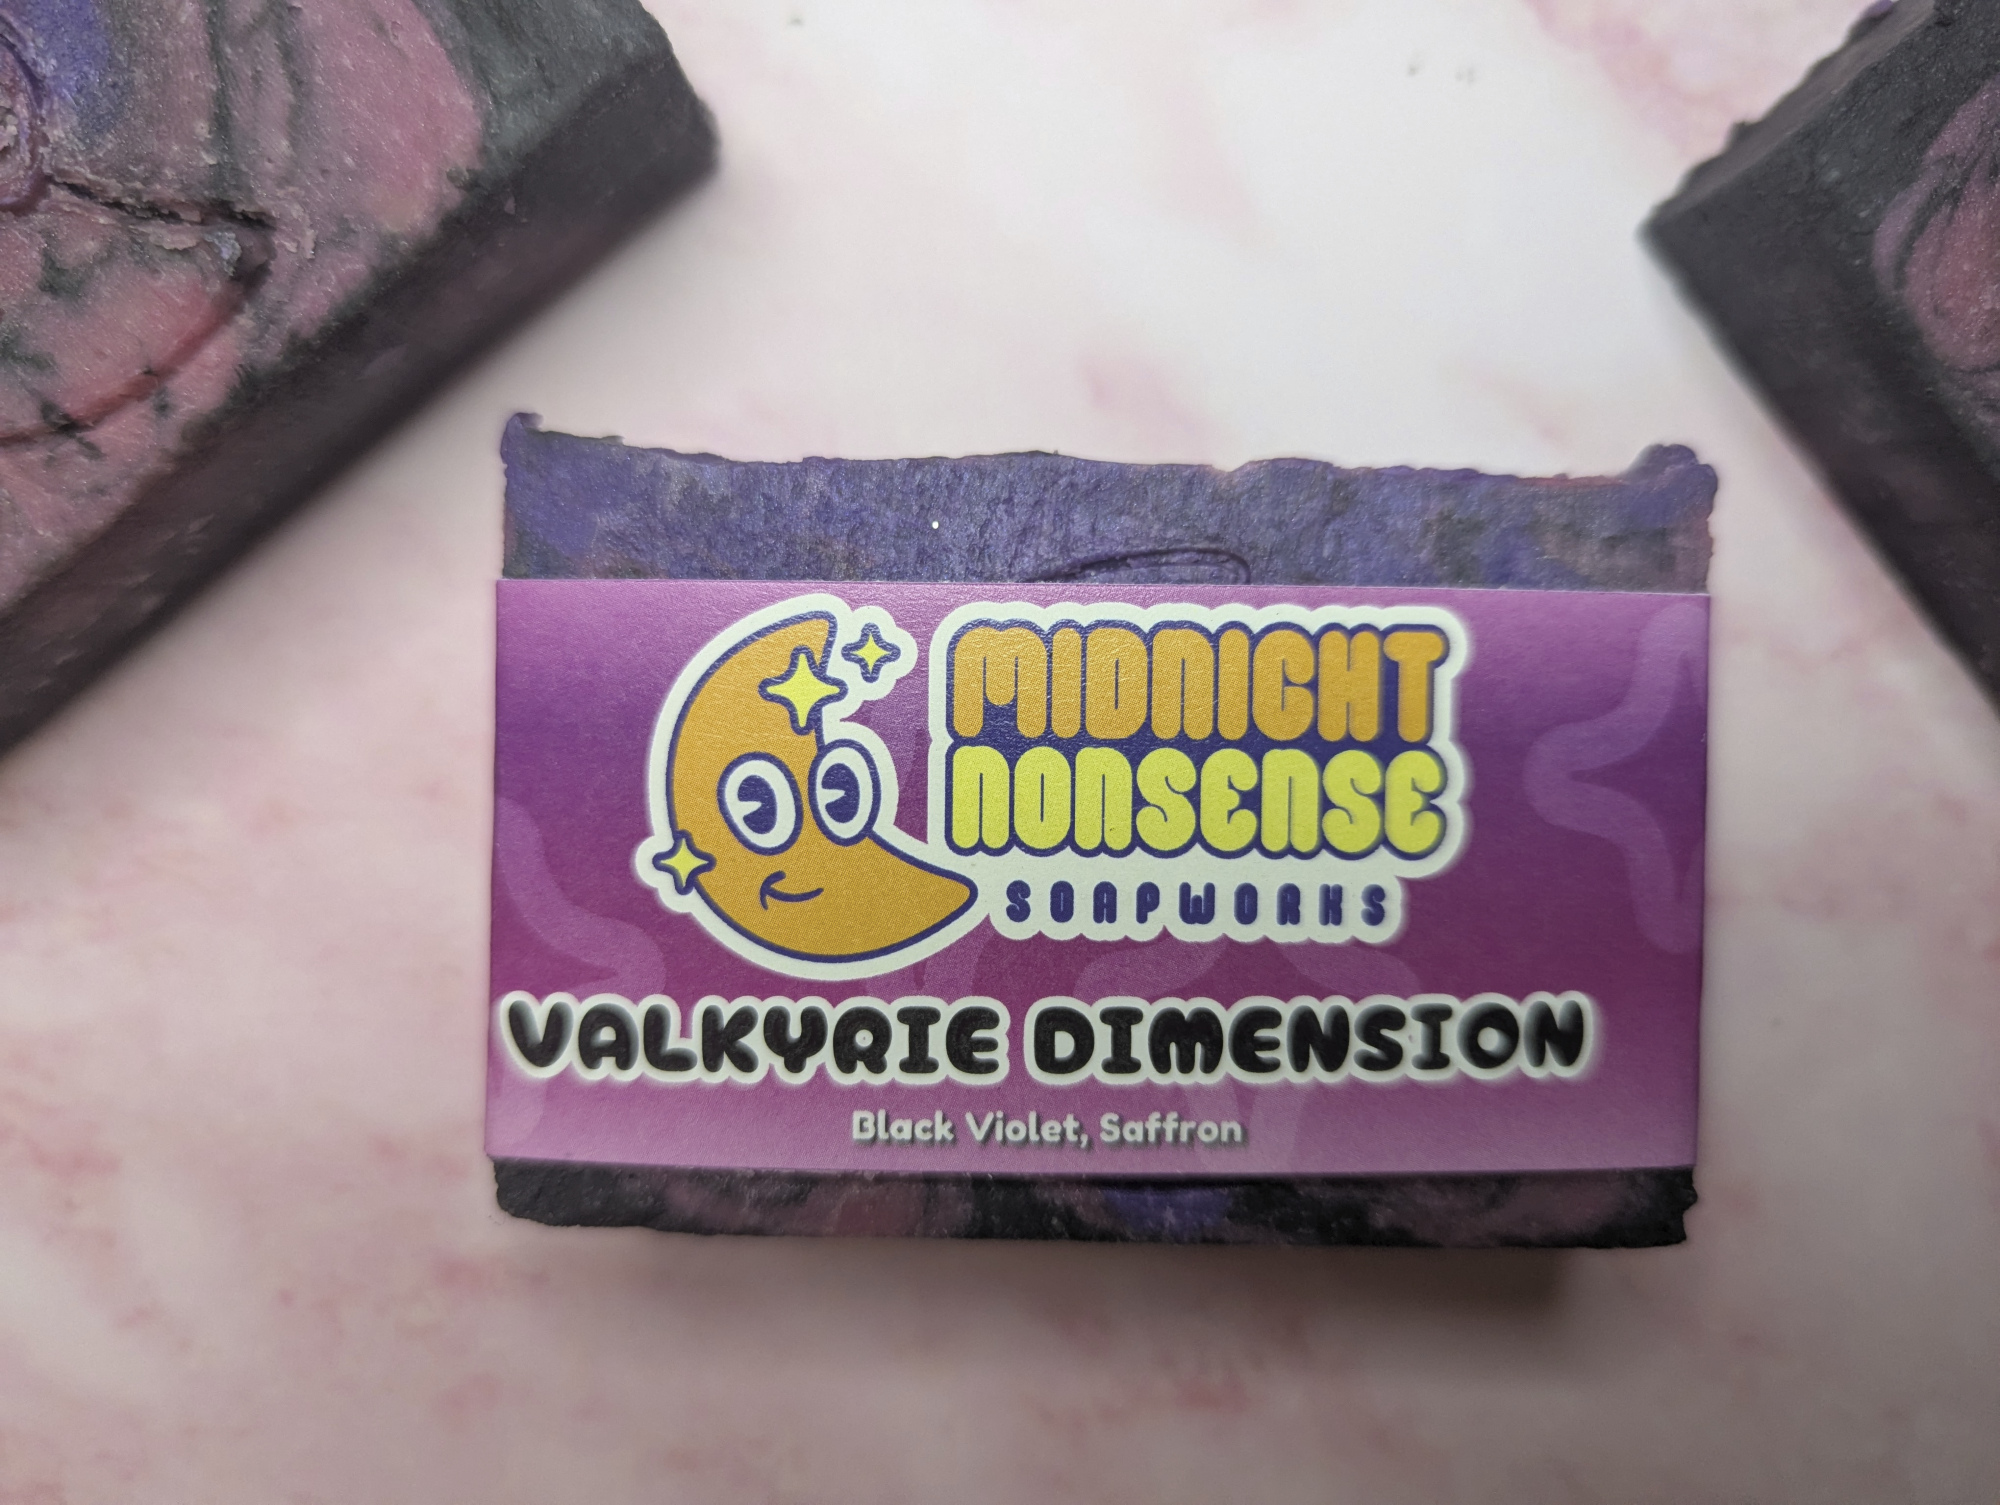 MIDNIGHT
NONSENSE
SOAPWORKS
VALKYRIE DIMENSION
Black Violet, Saffron